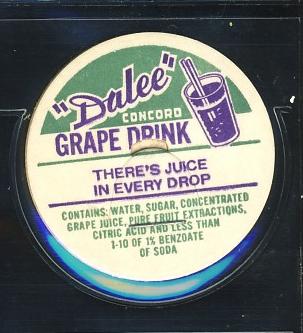 "Dalee"
CONCORD
GRAPE DRINK
THERE'S JUICE
IN EVERY DROP
CONTAINS: WATER, SUGAR, CONCENTRATED
GRAPE JUICE, PURE FRUIT EXTRACTIONS,
CITRIC ACID AND LESS THAN
1-10 OF 1% BENZOATE
OF SODA